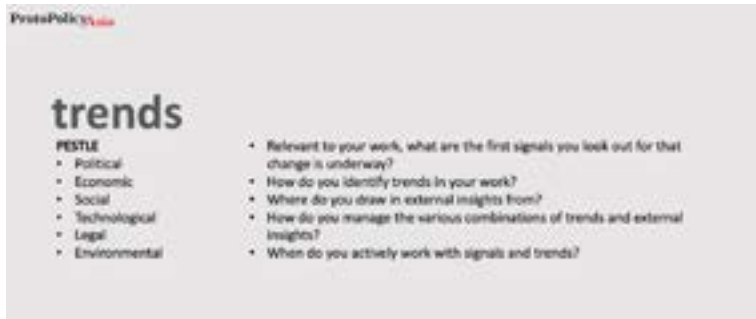 ProtoPolicyAsia
trends
PESTLE
• Political
• Economic
• Social
• Technological
• Legal
• Environmental
• Relevant to your work, what are the first signals you look out for that
change is underway?
• How do you identify trends in your work?
• Where do you draw in external insights from?
• How do you manage the various combinations of trends and external
insights?
• When do you actively work with signals and trends?